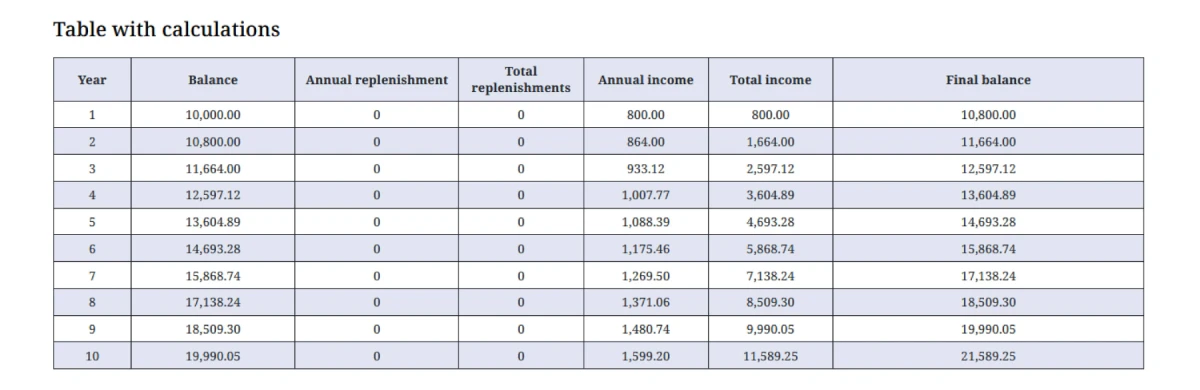 Table with calculations
Year Balance Annual replenishment Total replenishments Annual income Total income Final balance
1 10,000.00 0 0 800.00 800.00 10,800.00
2 10,800.00 0 0 864.00 1,664.00 11,664.00
3 11,664.00 0 0 933.12 2,597.12 12,597.12
4 12,597.12 0 0 1,007.77 3,604.89 13,604.89
5 13,604.89 0 0 1,088.39 4,693.28 14,693.28
6 14,693.28 0 0 1,175.46 5,868.74 15,868.74
7 15,868.74 0 0 1,269.50 7,138.24 17,138.24
8 17,138.24 0 0 1,371.06 8,509.30 18,509.30
9 18,509.30 0 0 1,480.74 9,990.05 19,990.05
10 19,990.05 0 0 1,599.20 11,589.25 21,589.25